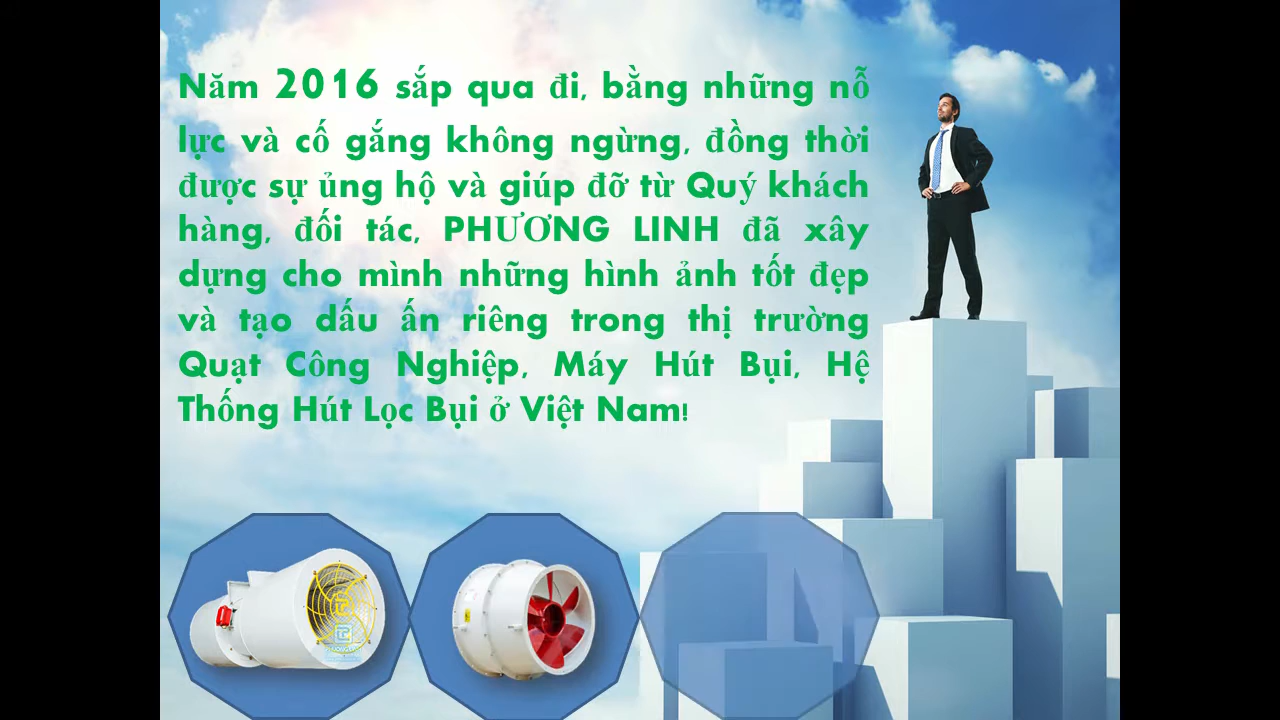 Năm 2016 sắp qua đi, bằng những nỗ
lực và cố gắng không ngừng, đồng thời
được sự ủng hộ và giúp đỡ từ Quý khách
hàng, đối tác, PHƯƠNG LINH đã xây
dựng cho mình những hình ảnh tốt đẹp
và tạo dấu ấn riêng trong thị trường
Quạt Công Nghiệp, Máy Hút Bụi, Hệ
Thống Hút Lọc Bụi ở Việt Nam!